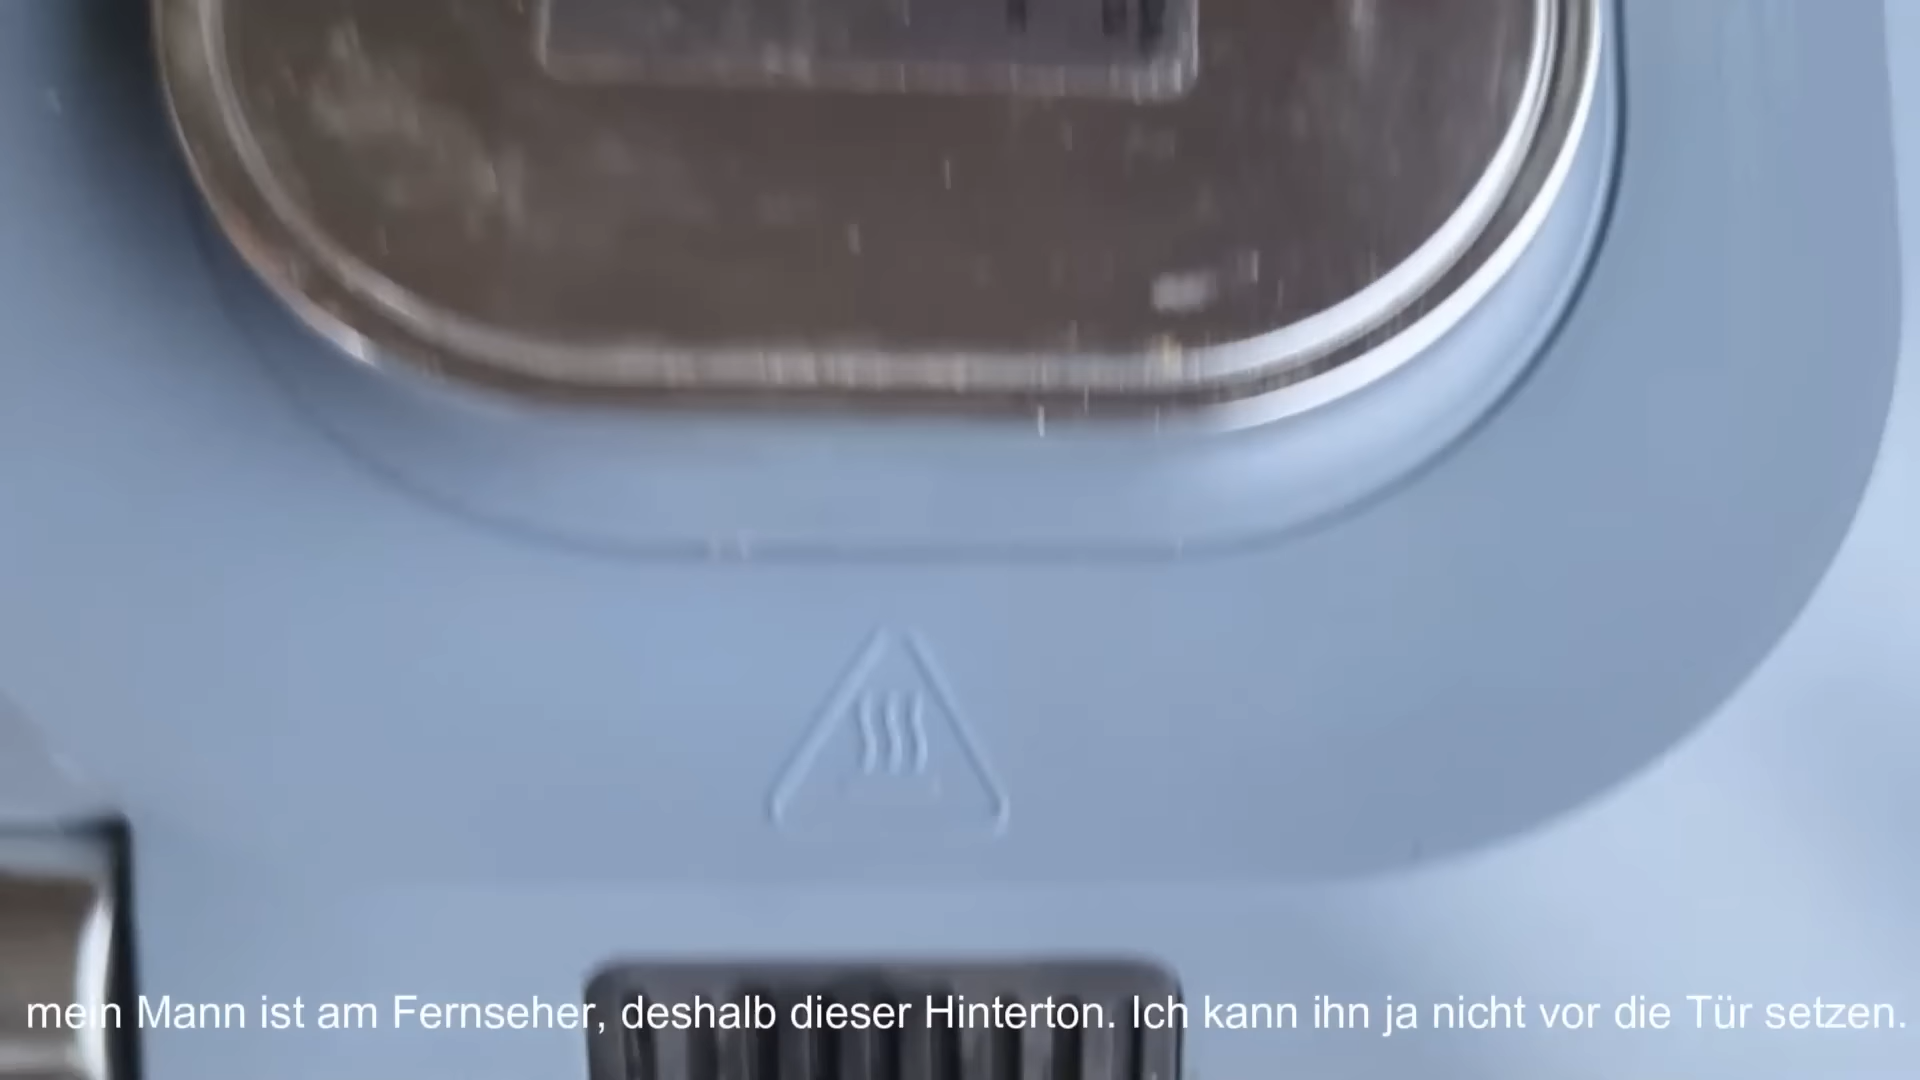 mein Mann ist am Fernseher, deshalb dieser Hinterton. Ich kann ihn ja nicht vor die Tür setzen.